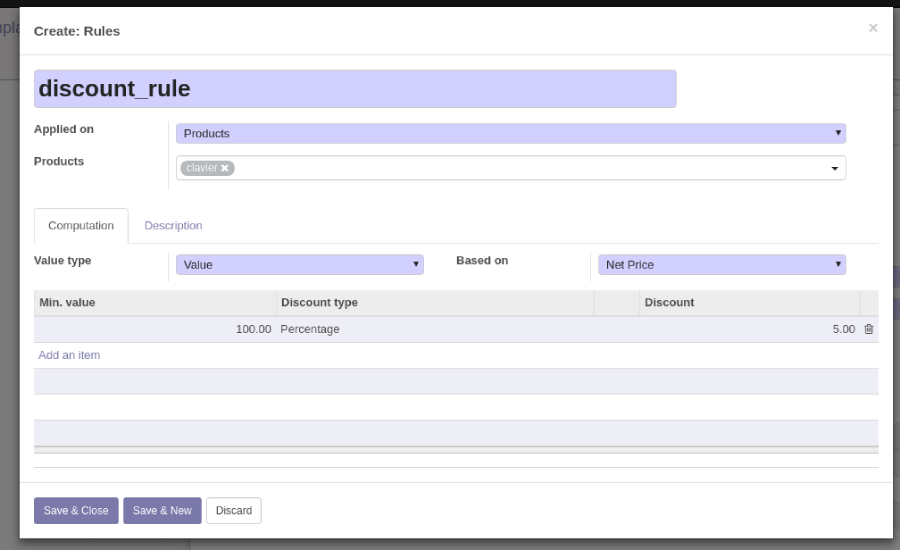 Create: Rules ×
discount_rule
Applied on Products
Products clavier ✖
Computation Description
Value type Value Based on Net Price
Min. value Discount type Discount
100.00 Percentage 5.00
Add an item
Save & Close Save & New Discard